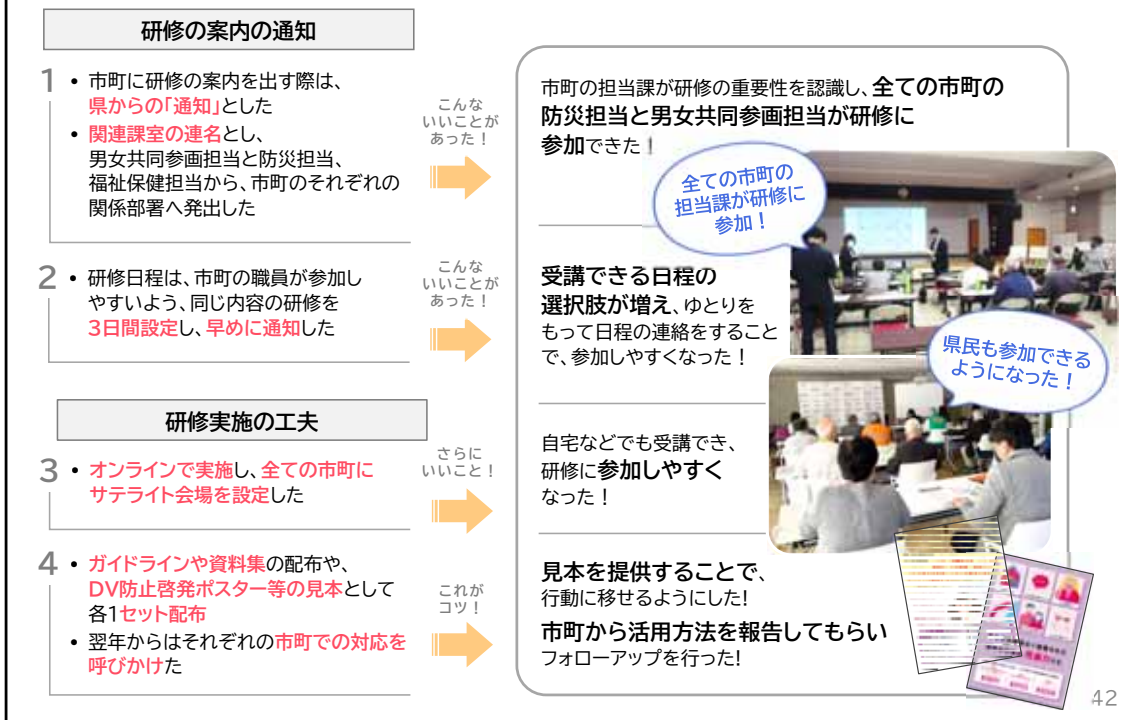 研修の案内の通知
1
• 市町に研修の案内を出す際は、
県からの「通知」とした
• 関連課室の連名とし、
男女共同参画担当と防災担当、
福祉保健担当から、市町のそれぞれの
関係部署へ発出した
こんな
いいことが
あった！
市町の担当課が研修の重要性を認識し、全ての市町の
防災担当と男女共同参画担当が研修に
参加できた！
全ての市町の
担当課が研修に
参加！
2
• 研修日程は、市町の職員が参加し
やすいよう、同じ内容の研修を
3日間設定し、早めに通知した
こんな
いいことが
あった！
受講できる日程の
選択肢が増え、ゆとりを
もって日程の連絡をすること
で、参加しやすくなった！
県民も参加できる
ようになった！
研修実施の工夫
3
• オンラインで実施し、全ての市町に
サテライト会場を設定した
さらに
いいこと！
自宅などでも受講でき、
研修に参加しやすく
なった！
4
• ガイドラインや資料集の配布や、
DV防止啓発ポスター等の見本として
各1セット配布
• 翌年からはそれぞれの市町での対応を
呼びかけた
これが
コツ！
見本を提供することで、
行動に移せるようにした!
市町から活用方法を報告してもらい
フォローアップを行った!
42